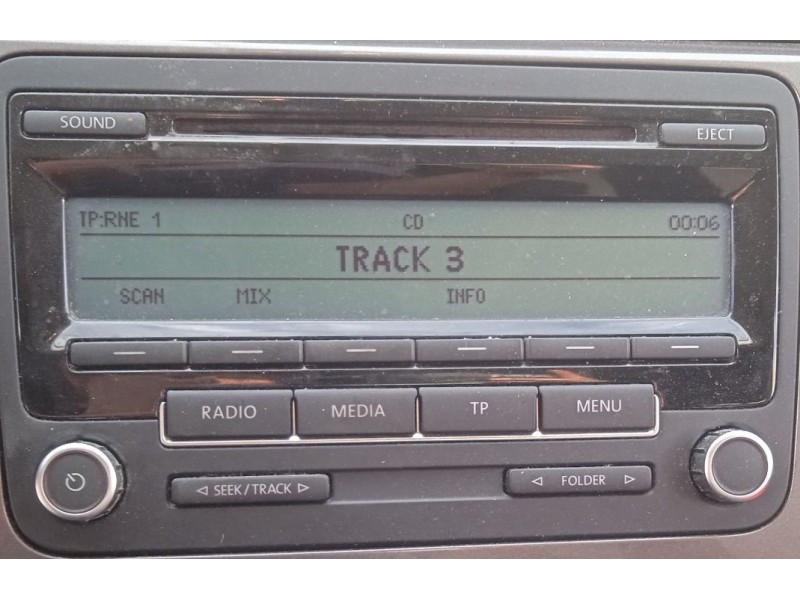 SOUND
EJECT
TP:RNE 1 CD 00:06
TRACK 3
SCAN MIX INFO
RADIO MEDIA TP MENU
◁ SEEK/TRACK ▷ ◁ FOLDER ▷